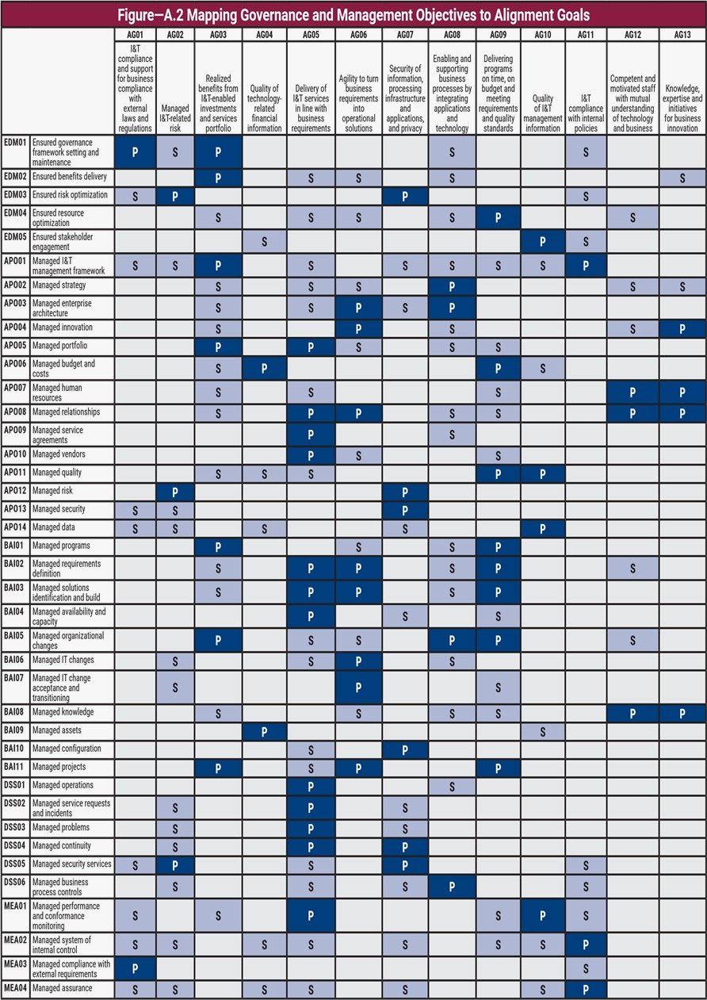 Figure—A.2 Mapping Governance and Management Objectives to Alignment Goals
AG01 AG02 AG03 AG04 AG05 AG06 AG07 AG08 AG09 AG10 AG11 AG12 AG13
I&T compliance and support for business compliance with external laws and regulations
Managed I&T-related risk
Realized benefits from I&T-enabled investments and services portfolio
Quality of technology-related financial information
Delivery of I&T services in line with business requirements
Agility to turn business requirements into operational solutions
Security of information, processing infrastructure and applications, and privacy
Enabling and supporting business processes by integrating applications and technology
Delivering programs on time, on budget and meeting requirements and quality standards
Quality of I&T management information
I&T compliance with internal policies
Competent and motivated staff with mutual understanding of technology and business
Knowledge, expertise and initiatives for business innovation
EDM01 Ensured governance framework setting and maintenance P S P S S
EDM02 Ensured benefits delivery P S S S S
EDM03 Ensured risk optimization S P P S
EDM04 Ensured resource optimization S S S S P S
EDM05 Ensured stakeholder engagement S P S
APO01 Managed I&T management framework S S P S S S S S P
APO02 Managed strategy S S S P S S
APO03 Managed enterprise architecture S S P S P
APO04 Managed innovation S P S S P
APO05 Managed portfolio P P S S S
APO06 Managed budget and costs S P P S
APO07 Managed human resources S S S P P
APO08 Managed relationships S P P S S P P
APO09 Managed service agreements P S
APO10 Managed vendors P S S
APO11 Managed quality S S S P P
APO12 Managed risk P P
APO13 Managed security S S P
APO14 Managed data S S S S P
BAI01 Managed programs P S S P
BAI02 Managed requirements definition S P P S P S
BAI03 Managed solutions identification and build S P P S P
BAI04 Managed availability and capacity P S S
BAI05 Managed organizational changes P S S P P S
BAI06 Managed IT changes S S P S
BAI07 Managed IT change acceptance and transitioning S P S
BAI08 Managed knowledge S S S S P P
BAI09 Managed assets P S
BAI10 Managed configuration S P
BAI11 Managed projects P S P P
DSS01 Managed operations P S
DSS02 Managed service requests and incidents S P S
DSS03 Managed problems S P S
DSS04 Managed continuity S P P
DSS05 Managed security services S P S P S
DSS06 Managed business process controls S S S P S
MEA01 Managed performance and conformance monitoring S S P S P S
MEA02 Managed system of internal control S S S S S S S P
MEA03 Managed compliance with external requirements P S
MEA04 Managed assurance S S S S S S P